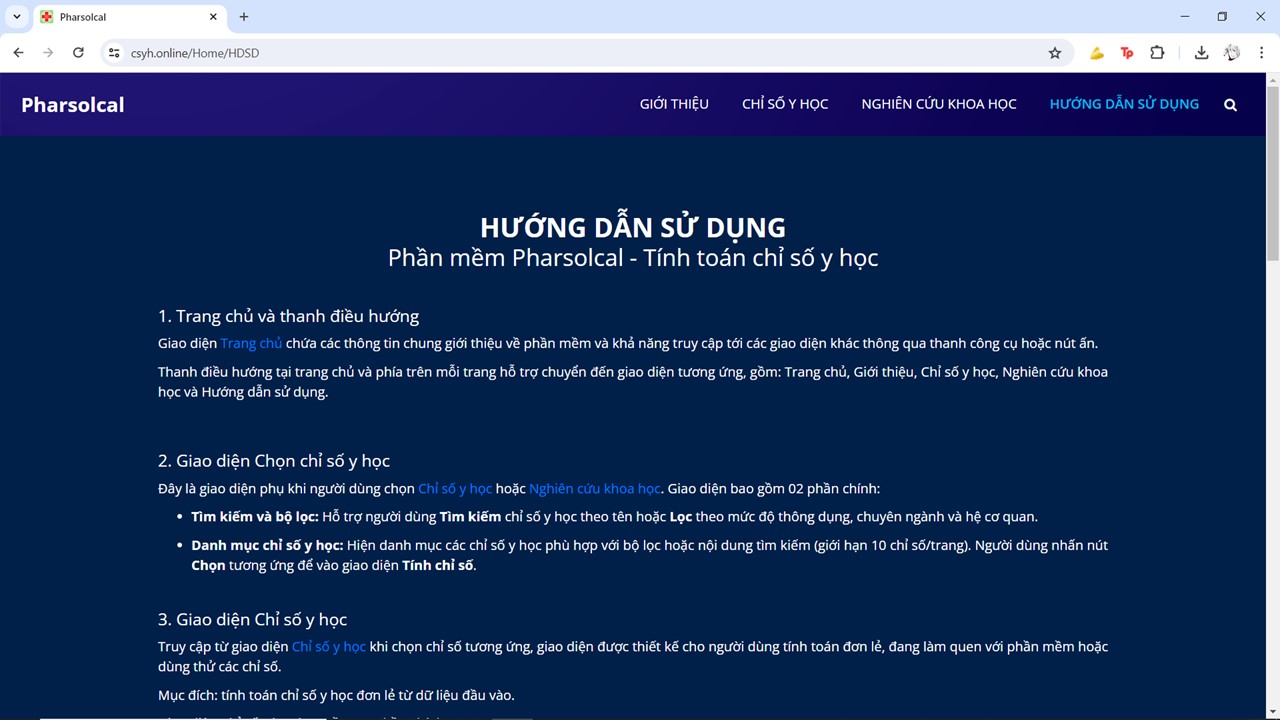 Pharsolcal
csyh.online/Home/HDSD
Pharsolcal
GIỚI THIỆU
CHỈ SỐ Y HỌC
NGHIÊN CỨU KHOA HỌC
HƯỚNG DẪN SỬ DỤNG
HƯỚNG DẪN SỬ DỤNG
Phần mềm Pharsolcal - Tính toán chỉ số y học
1. Trang chủ và thanh điều hướng
Giao diện Trang chủ chứa các thông tin chung giới thiệu về phần mềm và khả năng truy cập tới các giao diện khác thông qua thanh công cụ hoặc nút ấn.
Thanh điều hướng tại trang chủ và phía trên mỗi trang hỗ trợ chuyển đến giao diện tương ứng, gồm: Trang chủ, Giới thiệu, Chỉ số y học, Nghiên cứu khoa
học và Hướng dẫn sử dụng.
2. Giao diện Chọn chỉ số y học
Đây là giao diện phụ khi người dùng chọn Chỉ số y học hoặc Nghiên cứu khoa học. Giao diện bao gồm 02 phần chính:
• Tìm kiếm và bộ lọc: Hỗ trợ người dùng Tìm kiếm chỉ số y học theo tên hoặc Lọc theo mức độ thông dụng, chuyên ngành và hệ cơ quan.
• Danh mục chỉ số y học: Hiện danh mục các chỉ số y học phù hợp với bộ lọc hoặc nội dung tìm kiếm (giới hạn 10 chỉ số/trang). Người dùng nhấn nút
Chọn tương ứng để vào giao diện Tính chỉ số.
3. Giao diện Chỉ số y học
Truy cập từ giao diện Chỉ số y học khi chọn chỉ số tương ứng, giao diện được thiết kế cho người dùng tính toán đơn lẻ, đang làm quen với phần mềm hoặc
dùng thử các chỉ số.
Mục đích: tính toán chỉ số y học đơn lẻ từ dữ liệu đầu vào.